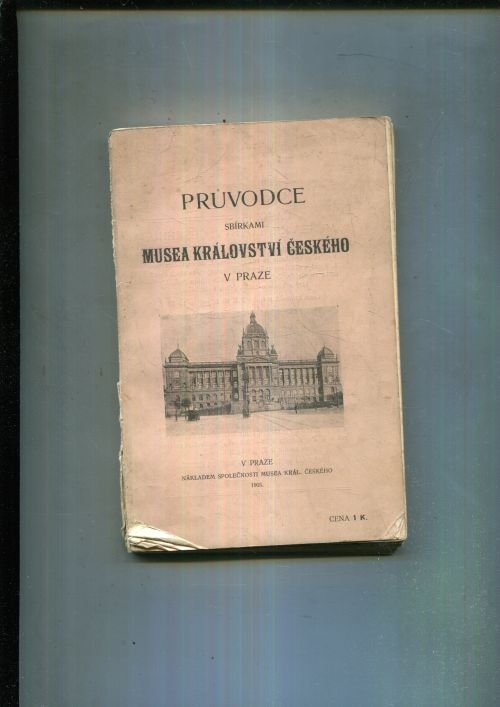 PRŮVODCE
SBÍRKAMI
MUSEA KRÁLOVSTVÍ ČESKÉHO
V PRAZE
V PRAZE
NÁKLADEM SPOLEČNOSTI MUSEA KRÁL. ČESKÉHO
CENA 1 K.